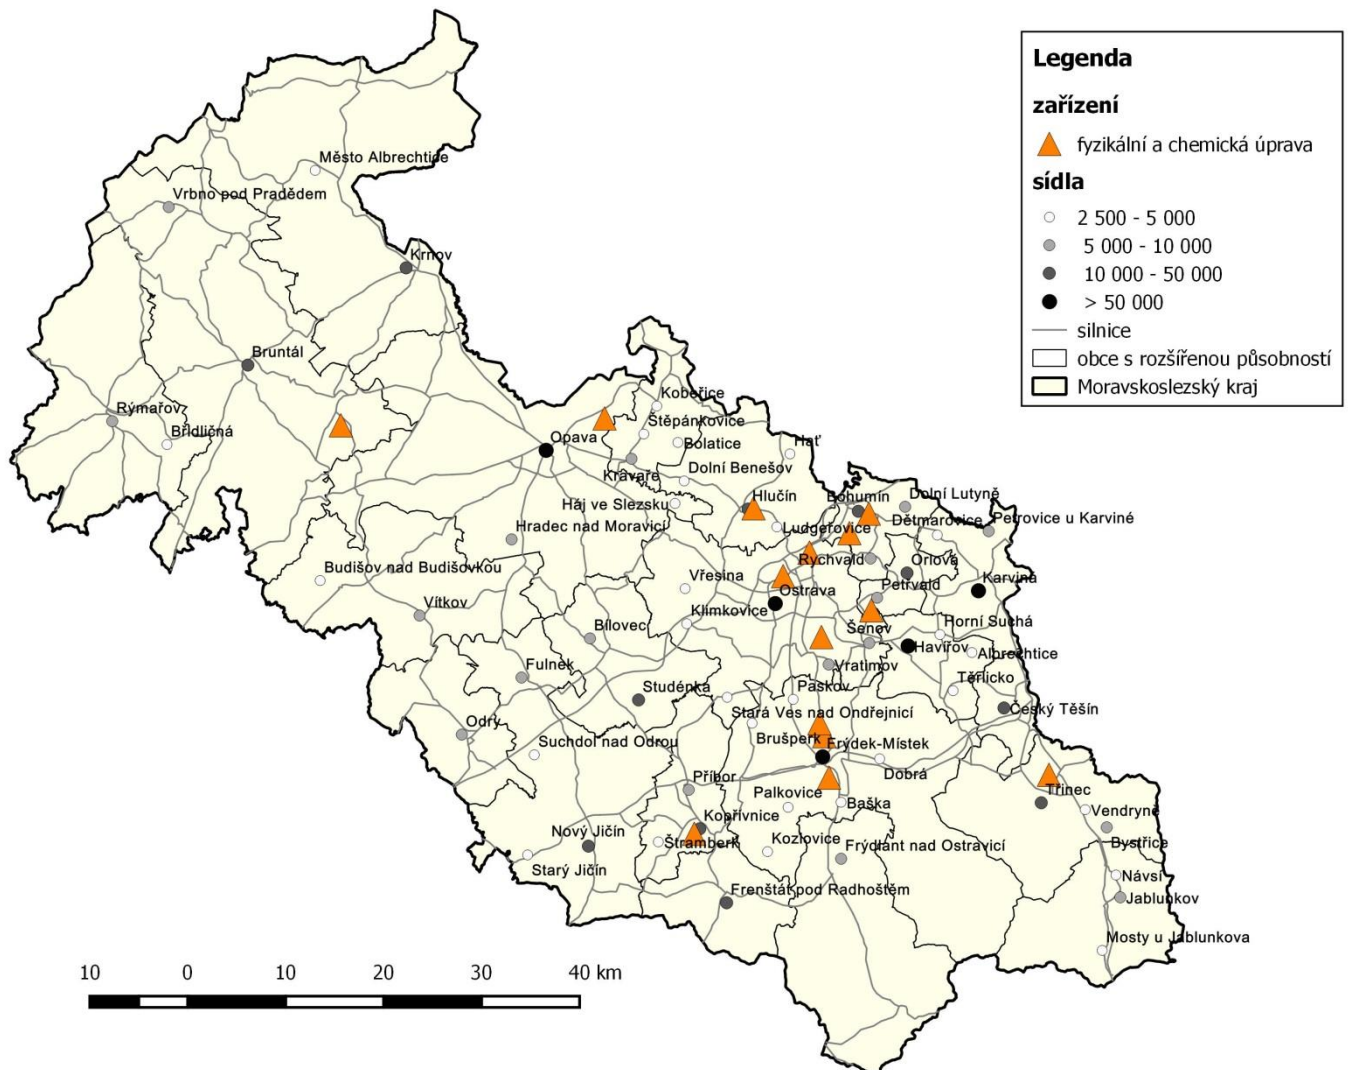 Legenda
zařízení
fyzikální a chemická úprava
sídla
2 500 - 5 000
5 000 - 10 000
10 000 - 50 000
> 50 000
silnice
obce s rozšířenou působností
Moravskoslezský kraj
Město Albrechtice
Vrbno pod Pradědem
Krnov
Bruntál
Rýmařov
Břidličná
Kobeřice
Štěpánkovice
Opava
Bolatice
Hať
Kravaře
Dolní Benešov
Háj ve Slezsku
Hlučín
Bohumín
Dolní Lutyně
Hradec nad Moravicí
Ludgeřovice
Dětmarovice
Petrovice u Karviné
Rychvald
Orlová
Budišov nad Budišovkou
Vřesina
Ostrava
Petřvald
Karviná
Vítkov
Klimkovice
Bílovec
Šenov
Horní Suchá
Havířov
Albrechtice
Fulnek
Vratimov
Studénka
Paskov
Těrlicko
Stará Ves nad Ondřejnicí
Český Těšín
Odry
Suchdol nad Odrou
Brušperk
Frýdek-Místek
Dobrá
Příbor
Palkovice
Baška
Třinec
Vendryně
Kopřivnice
Nový Jičín
Štramberk
Kozlovice
Frýdlant nad Ostravicí
Bystřice
Starý Jičín
Frenštát pod Radhoštěm
Návsí
Jablunkov
Mosty u Jablunkova
10 0 10 20 30 40 km